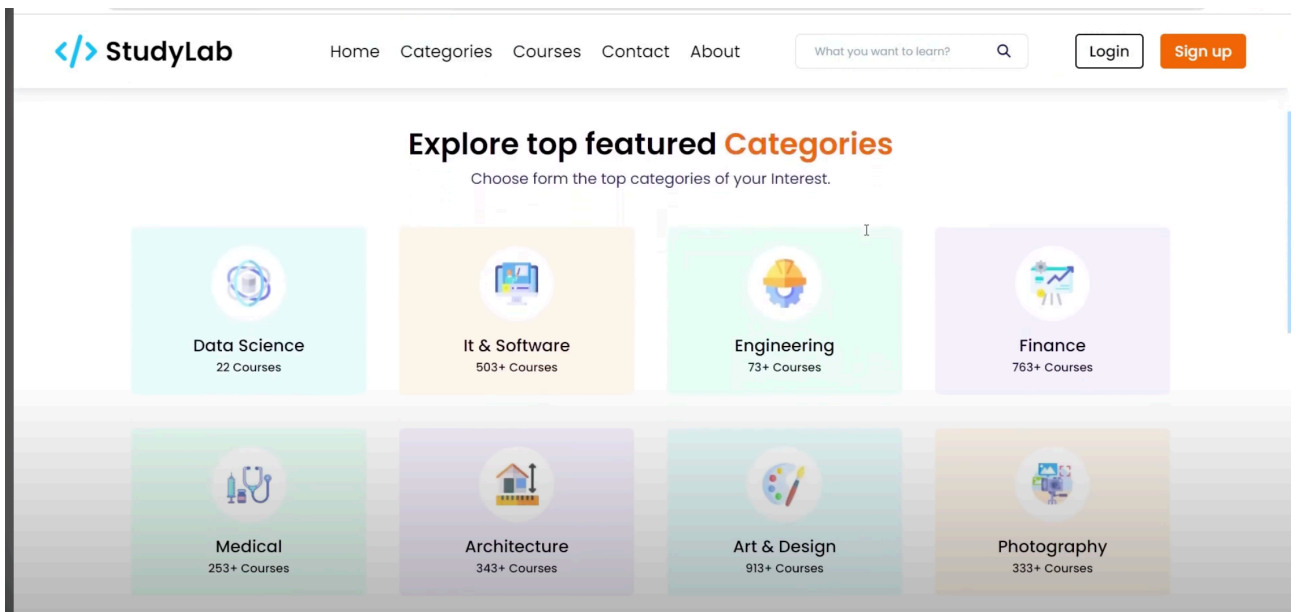 </> StudyLab Home Categories Courses Contact About What you want to learn? Login Sign up
Explore top featured Categories
Choose form the top categories of your Interest.
Data Science
22 Courses
It & Software
503+ Courses
Engineering
73+ Courses
Finance
763+ Courses
Medical
253+ Courses
Architecture
343+ Courses
Art & Design
913+ Courses
Photography
333+ Courses